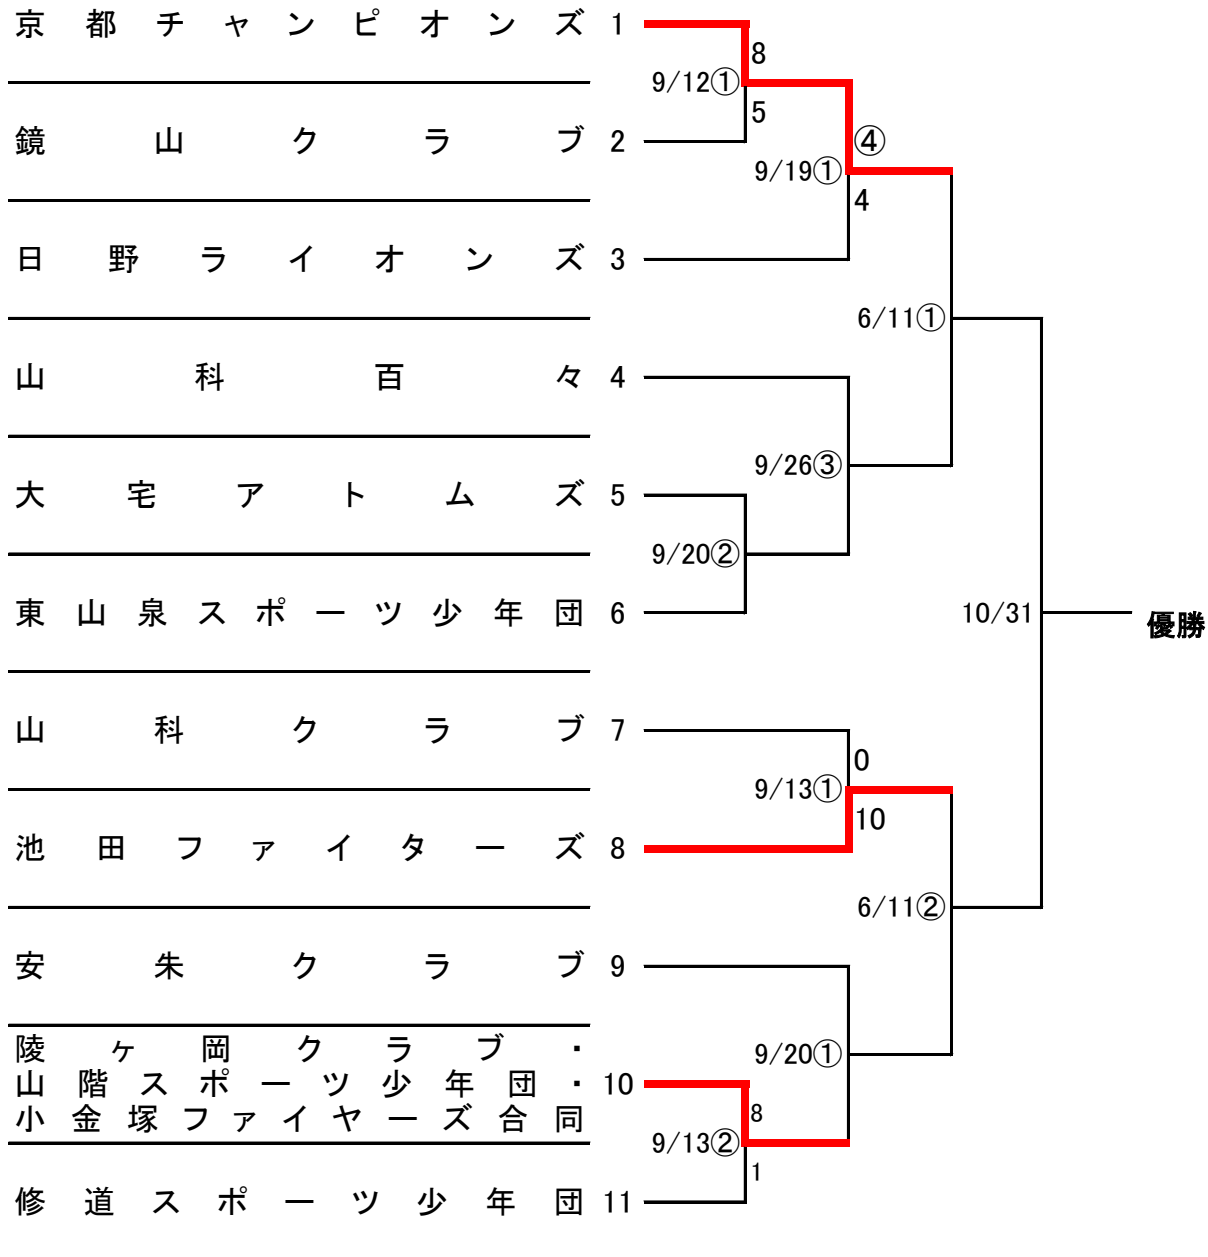 京都チャンピオンズ 1
8
9/12①
5
鏡山クラブ 2
④
9/19①
4
日野ライオンズ 3
6/11①
山科百々 4
9/26③
大宅アトムズ 5
9/20②
東山泉スポーツ少年団 6
10/31
優勝
山科クラブ 7
0
9/13①
10
池田ファイターズ 8
6/11②
安朱クラブ 9
陵ヶ岡クラブ・
9/20①
山階スポーツ少年団・ 10
小金塚ファイヤーズ合同
8
9/13②
1
修道スポーツ少年団 11